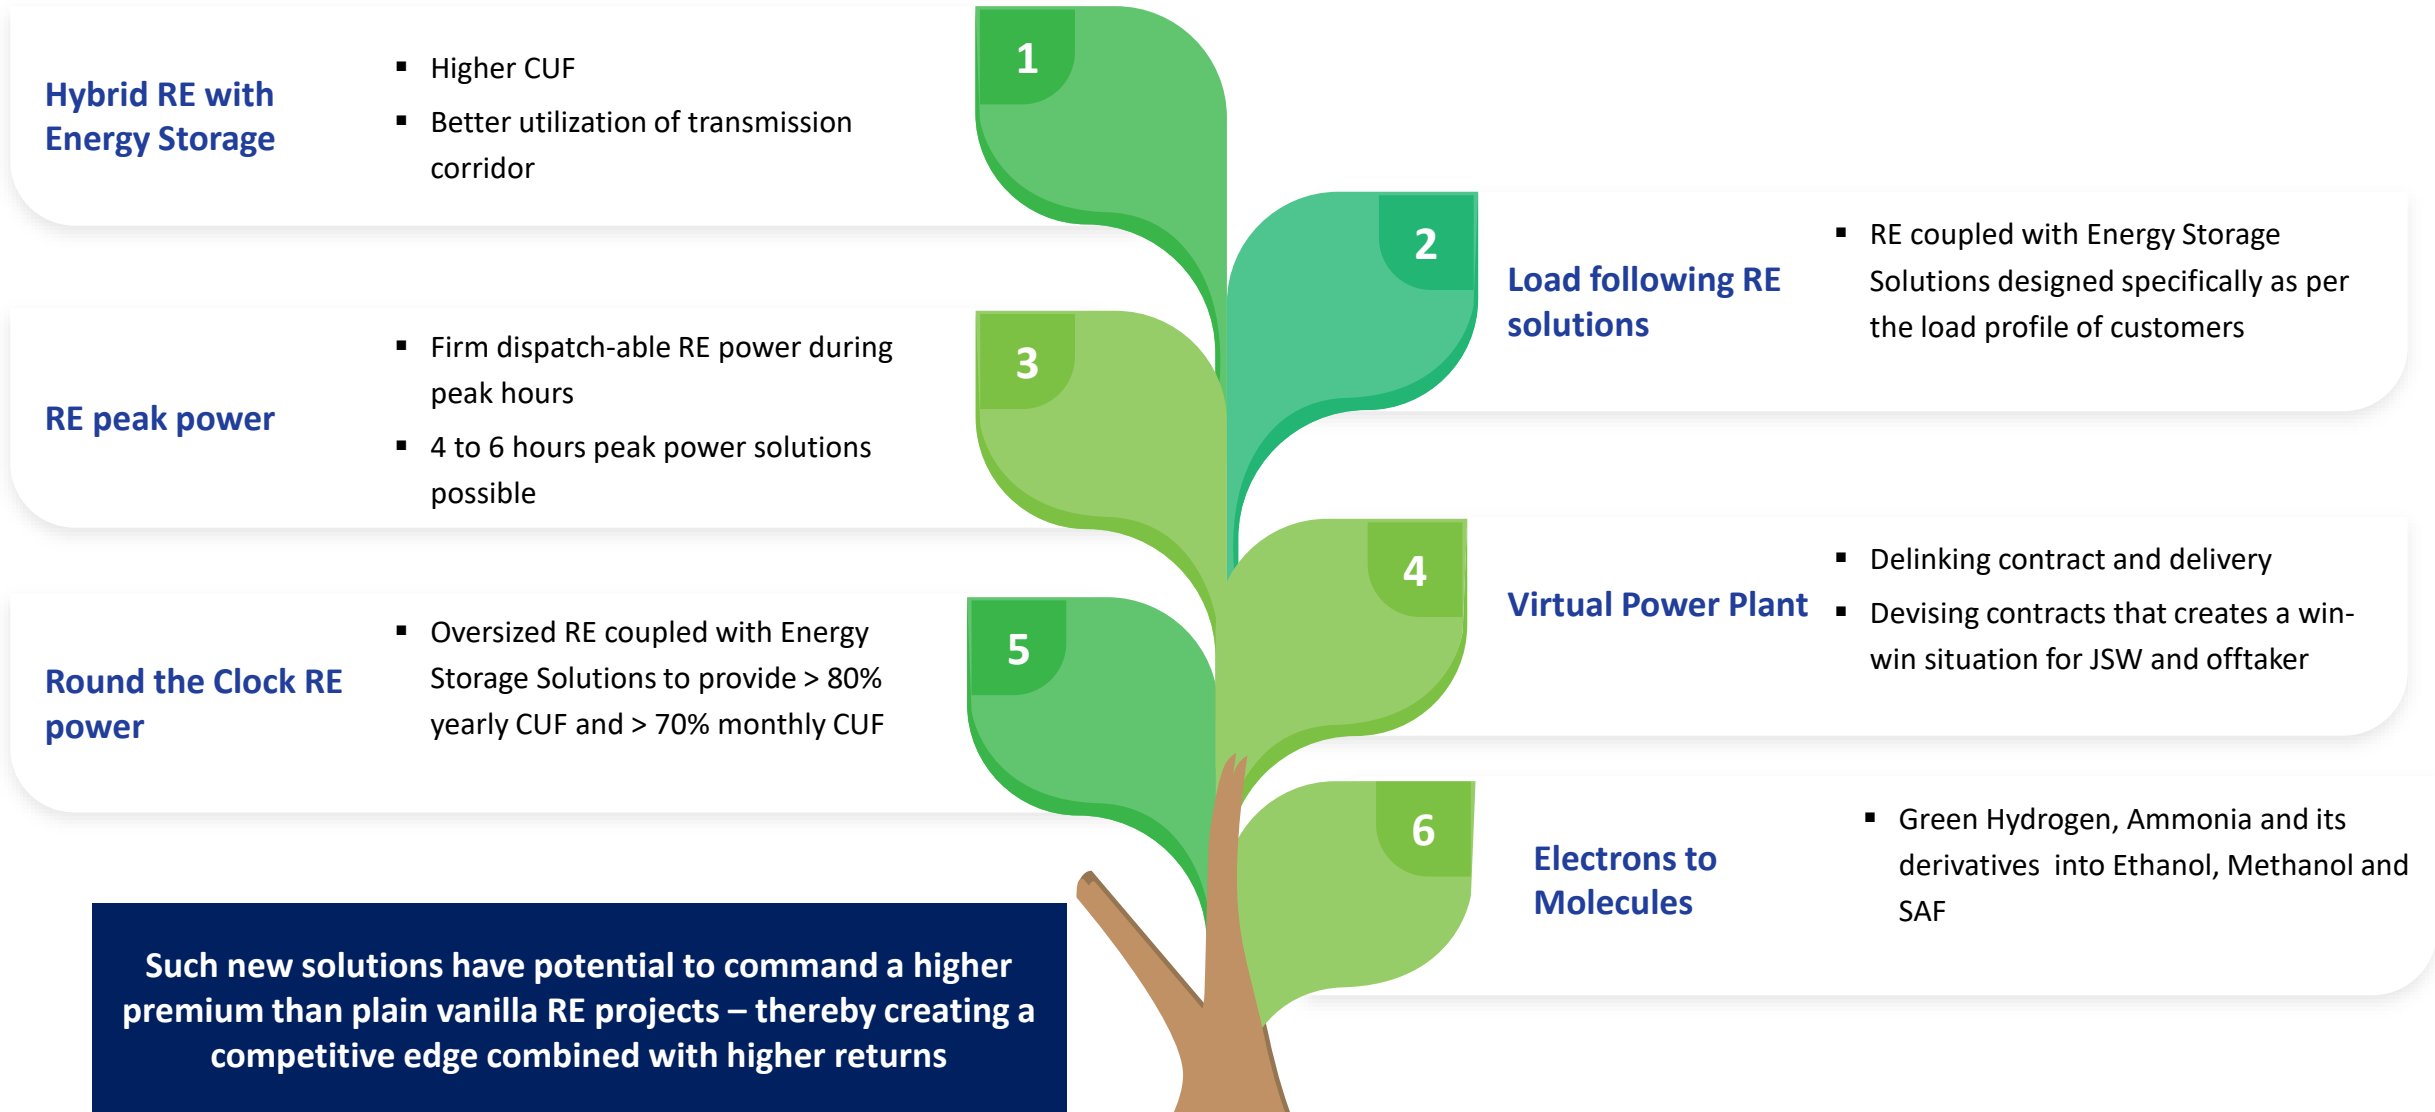 1
Hybrid RE with
Energy Storage
▪ Higher CUF
▪ Better utilization of transmission
corridor
2
Load following RE
solutions
▪ RE coupled with Energy Storage
Solutions designed specifically as per
the load profile of customers
3
RE peak power
▪ Firm dispatch-able RE power during
peak hours
▪ 4 to 6 hours peak power solutions
possible
4
Virtual Power Plant
▪ Delinking contract and delivery
▪ Devising contracts that creates a win-
win situation for JSW and offtaker
5
Round the Clock RE
power
▪ Oversized RE coupled with Energy
Storage Solutions to provide > 80%
yearly CUF and > 70% monthly CUF
6
Electrons to
Molecules
▪ Green Hydrogen, Ammonia and its
derivatives into Ethanol, Methanol and
SAF
Such new solutions have potential to command a higher
premium than plain vanilla RE projects – thereby creating a
competitive edge combined with higher returns